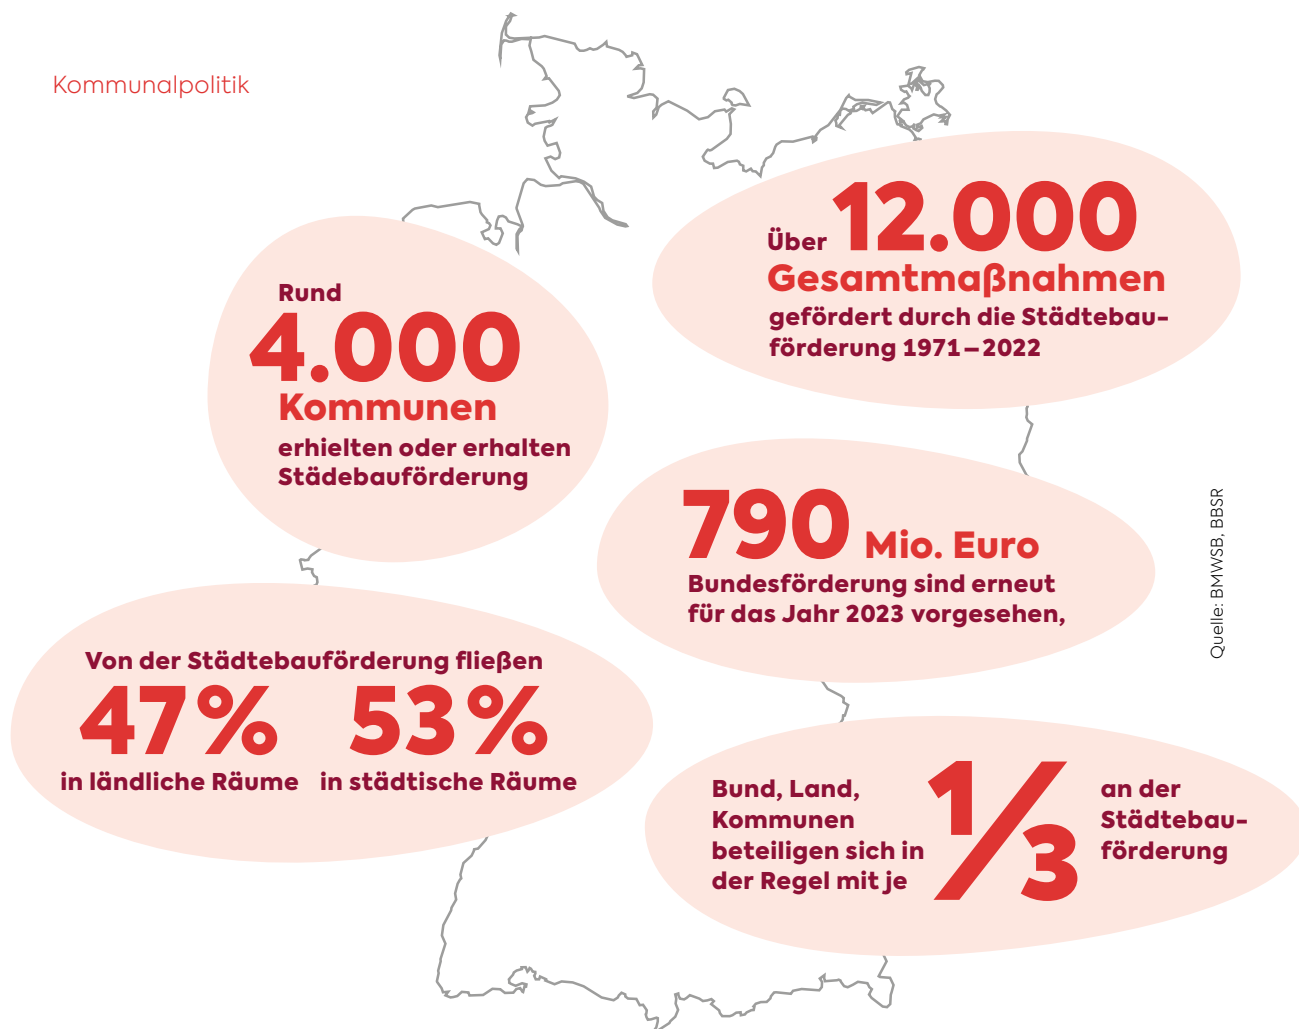 Kommunalpolitik
Über 12.000
Gesamtmaßnahmen
gefördert durch die Städtebau-
förderung 1971–2022
Rund
4.000
Kommunen
erhielten oder erhalten
Städebauförderung
790 Mio. Euro
Bundesförderung sind erneut
für das Jahr 2023 vorgesehen,
Von der Städtebauförderung fließen
47% 53%
in ländliche Räume in städtische Räume
Bund, Land,
Kommunen
beteiligen sich in
der Regel mit je
1/3
an der
Städtebau-
förderung
Quelle: BMWSB, BBSR